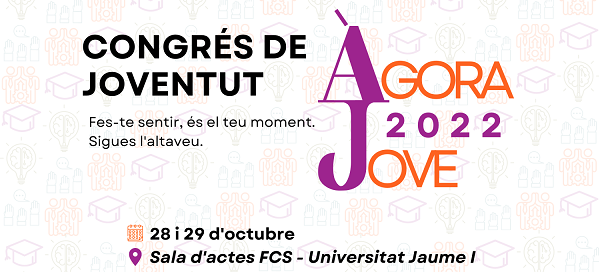 CONGRÉS DE
JOVENTUT
Fes-te sentir, és el teu moment.
Sigues l'altaveu.
ÀGORA
2022
JOVE
28 i 29 d'octubre
Sala d'actes FCS - Universitat Jaume I